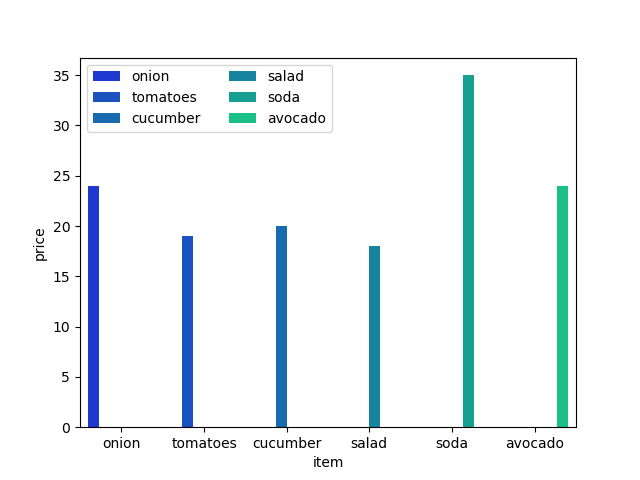 onion
tomatoes
cucumber
salad
soda
avocado
35
30
25
20
15
10
5
0
price
onion tomatoes cucumber salad soda avocado
item